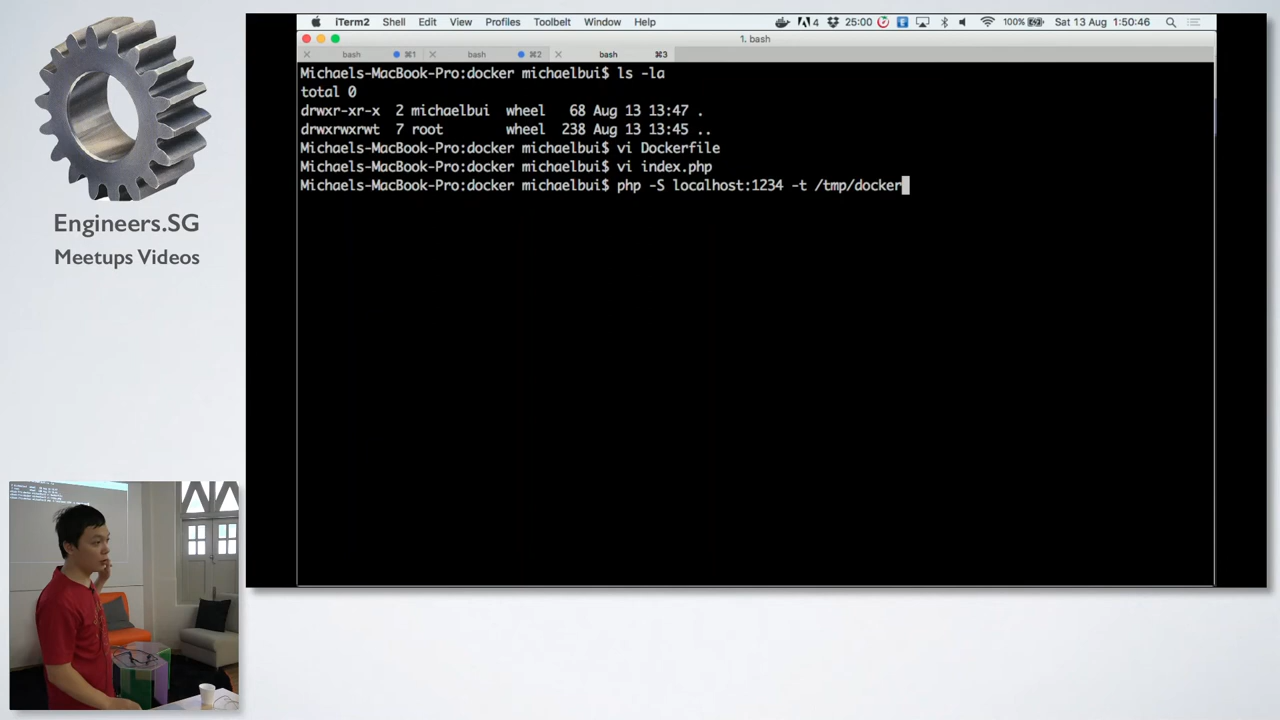 iTerm2 Shell Edit View Profiles Toolbelt Window Help 4 25:00 100% Sat 13 Aug 1:50:46
1. bash
bash ⌘1 bash ⌘2 bash ⌘3
Michaels-MacBook-Pro:docker michaelbui$ ls -la
total 0
drwxr-xr-x 2 michaelbui wheel 68 Aug 13 13:47 .
drwxrwxrwt 7 root wheel 238 Aug 13 13:45 ..
Michaels-MacBook-Pro:docker michaelbui$ vi Dockerfile
Michaels-MacBook-Pro:docker michaelbui$ vi index.php
Michaels-MacBook-Pro:docker michaelbui$ php -S localhost:1234 -t /tmp/docker
Engineers.SG
Meetups Videos